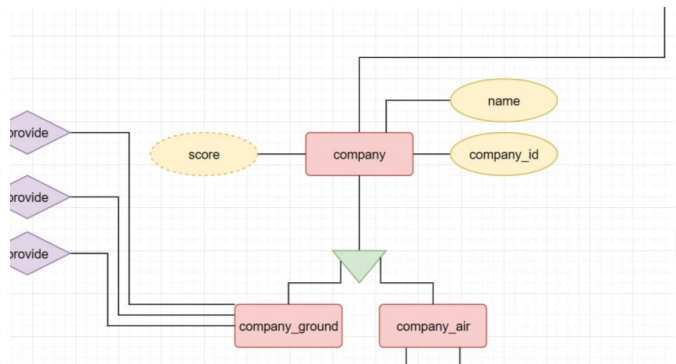 name
provide
score
company
company_id
provide
provide
company_ground
company_air